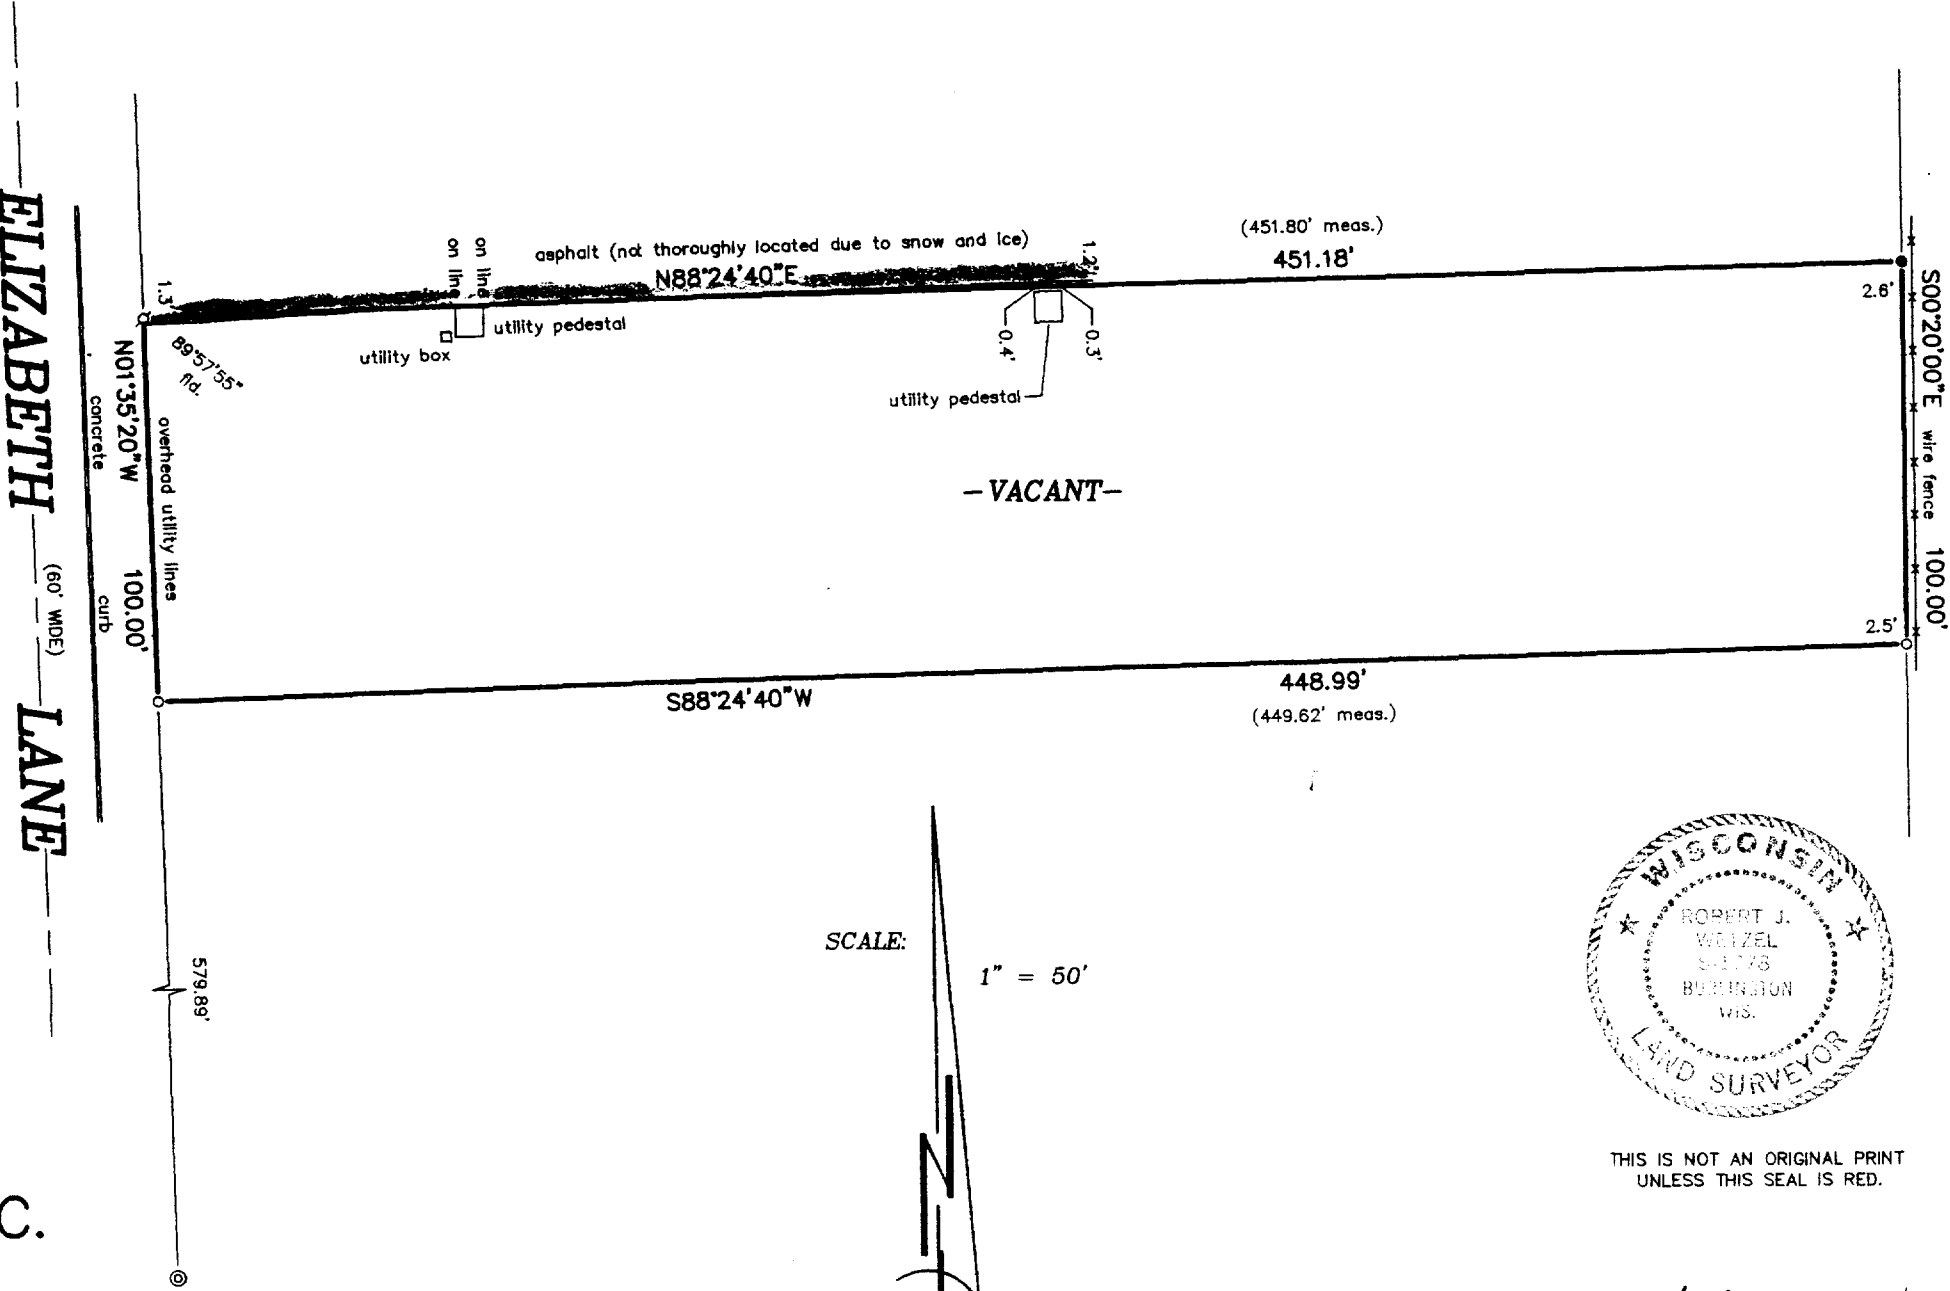 (451.80' meas.)
451.18'
asphalt (not thoroughly located due to snow and ice)
N88°24'40"E
on line
on line
1.2'
1.3'
2.6'
utility pedestal
utility box
89°57'55"
fld.
0.4'
0.3'
utility pedestal
S00°20'00"E wire fence 100.00'
ELIZABETH (60' WIDE) LANE
concrete curb
N01°35'20"W 100.00'
overhead utility lines
-VACANT-
2.5'
S88°24'40"W
448.99'
(449.62' meas.)
579.89'
SCALE:
1" = 50'
N
WISCONSIN
ROBERT J.
WETZEL
BURLINGTON
WIS.
LAND SURVEYOR
THIS IS NOT AN ORIGINAL PRINT
UNLESS THIS SEAL IS RED.
C.